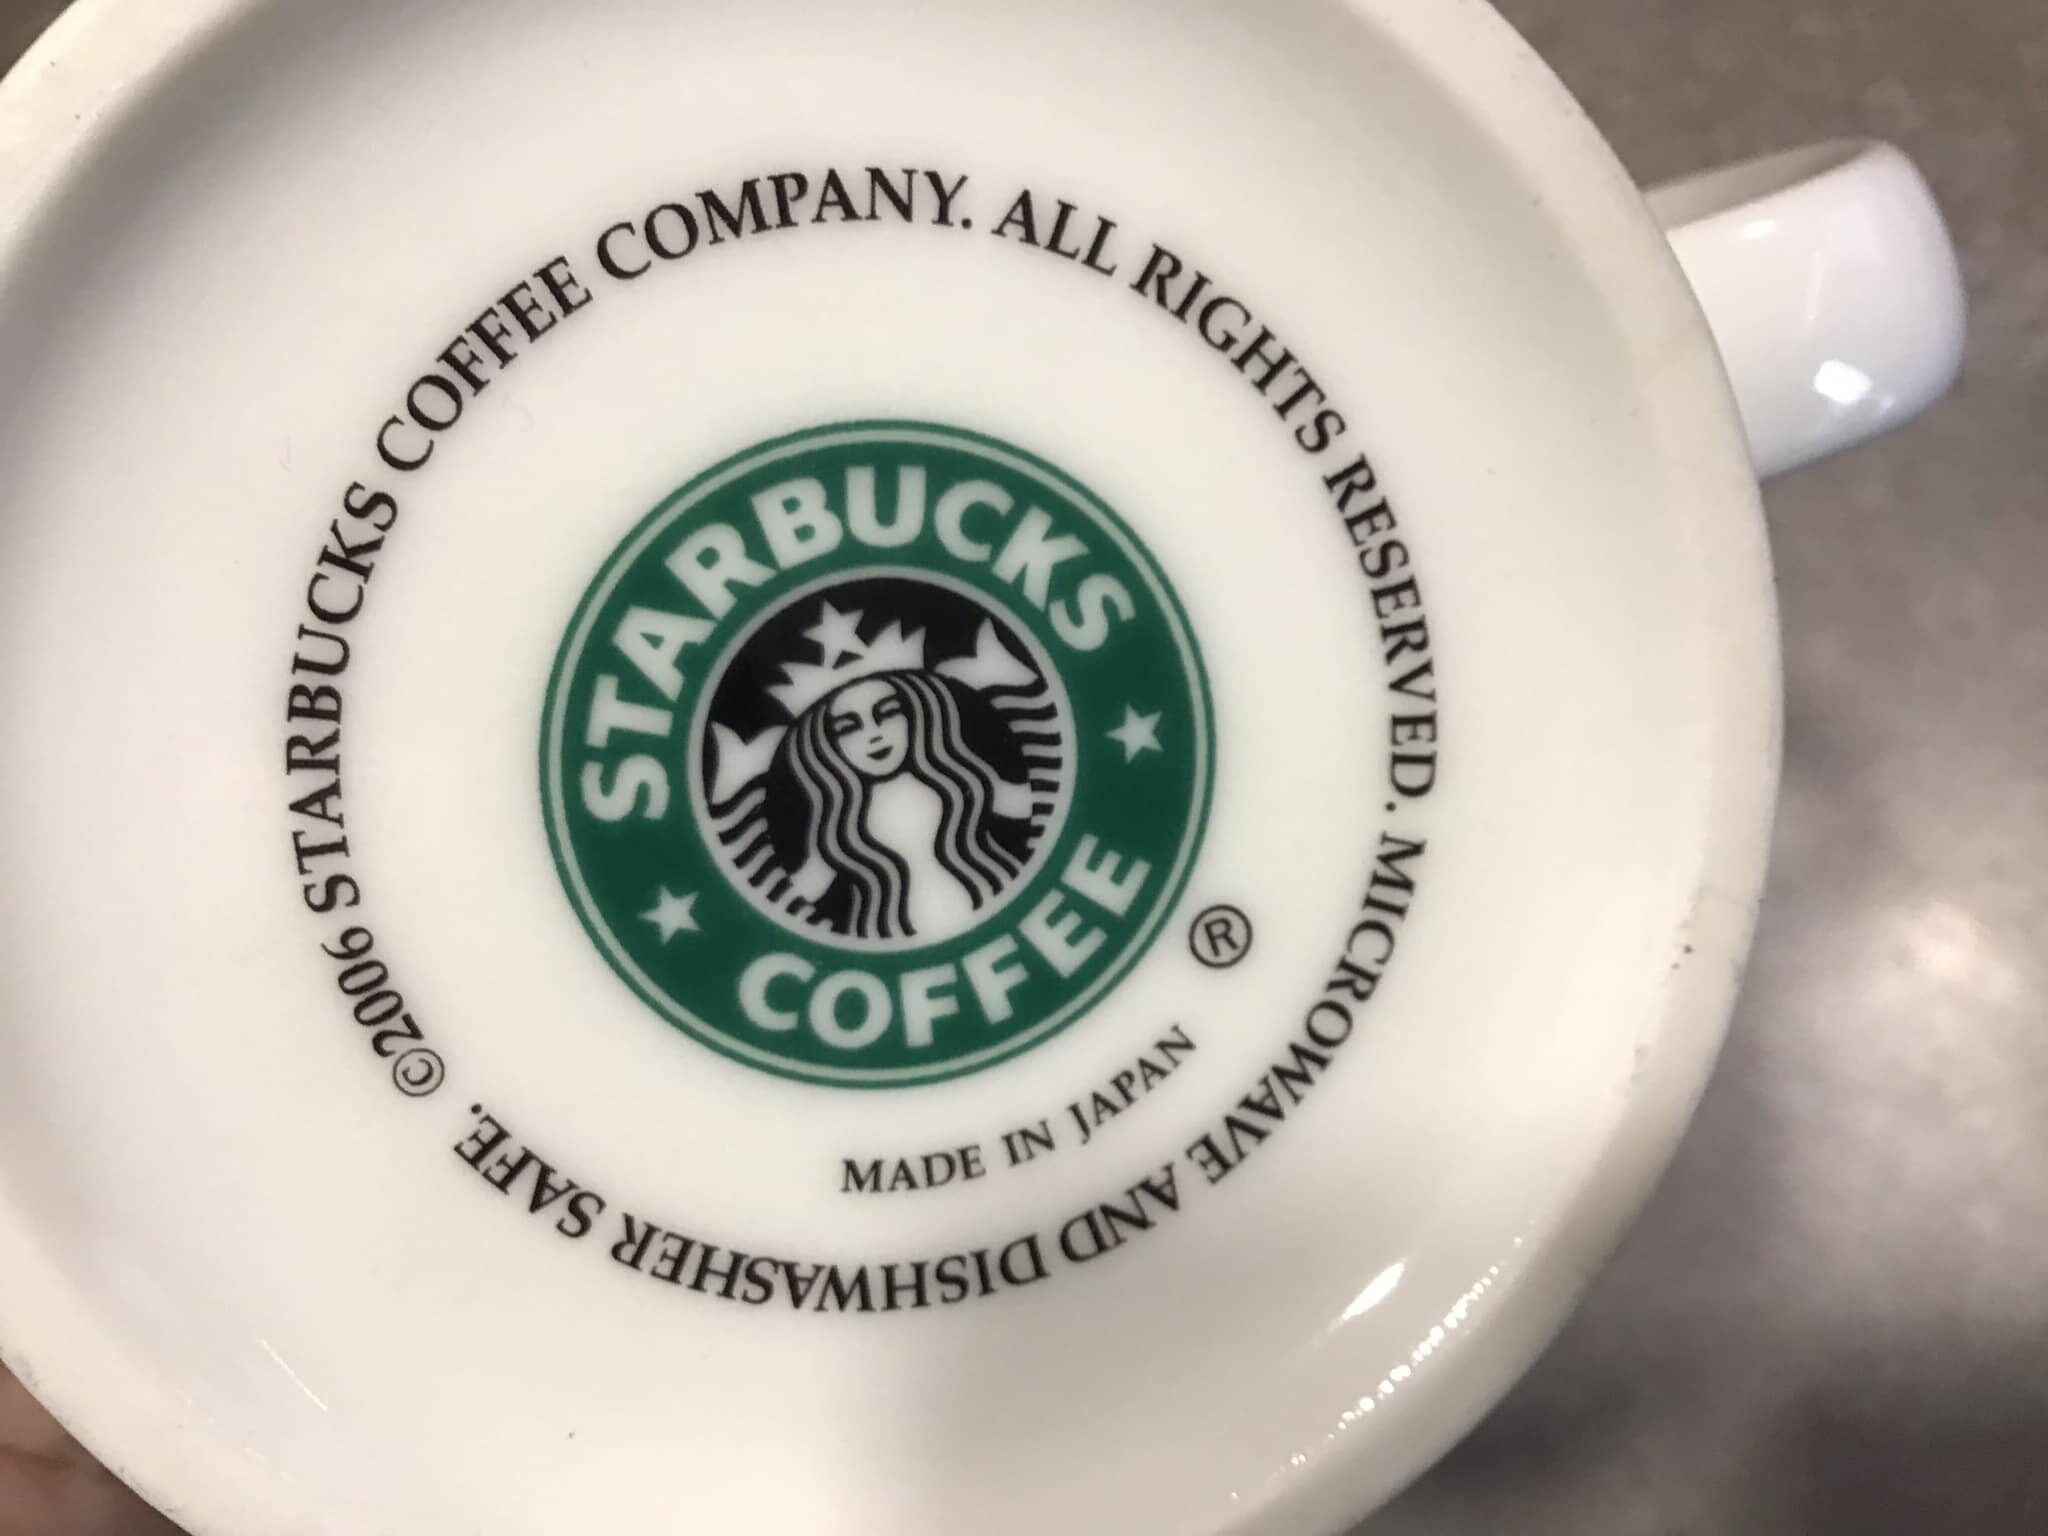 ©2006 STARBUCKS COFFEE COMPANY. ALL RIGHTS RESERVED. MICROWAVE AND DISHWASHER SAFE.
STARBUCKS
COFFEE
®
MADE IN JAPAN